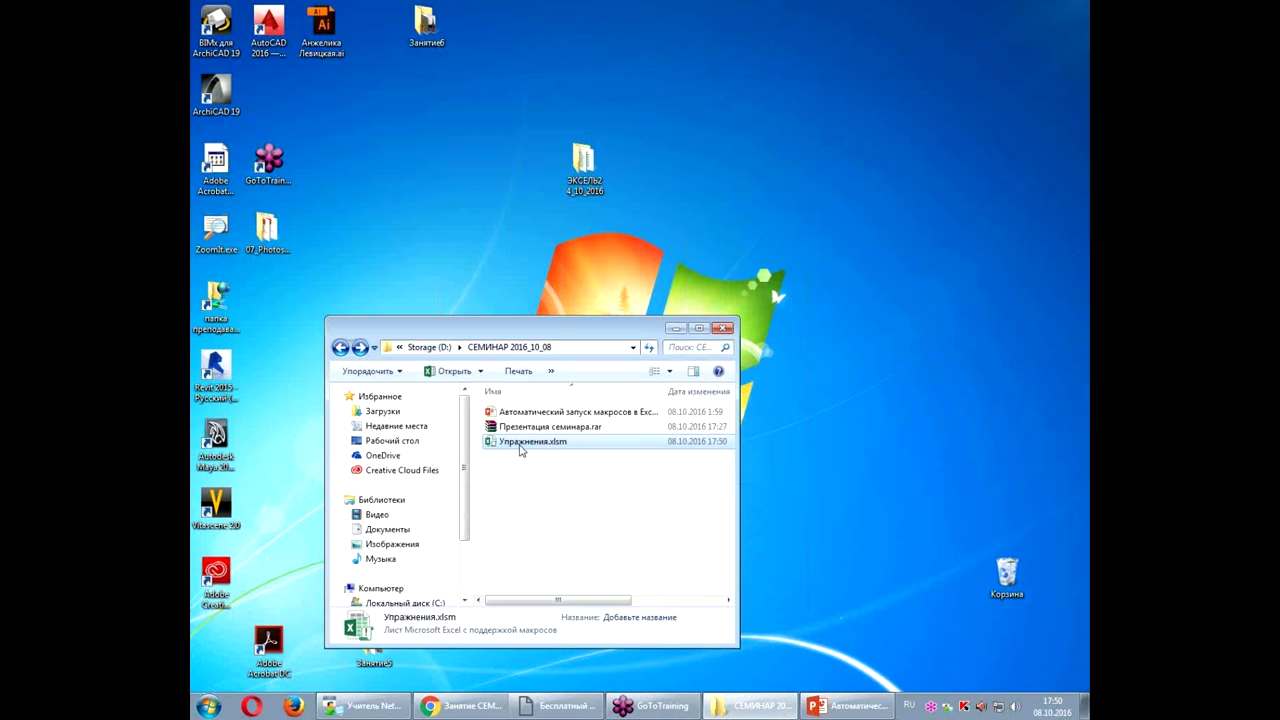 BIMx для
ArchiCAD 19
AutoCAD
2016 —...
Анжелика
Левицкая.ai
Занятие6
ArchiCAD 19
Adobe
Acrobat...
GoToTrain...
ЭКСЕЛЬ2
4_10_2016
ZoomIt.exe
07_Photos...
папка
преподава...
Revit 2015 -
Русский (...
Autodesk
Maya 20...
Vitascene 2.0
Adobe
Creati...
Adobe
Acrobat DC
Занятие5
Корзина
Storage (D:)
СЕМИНАР 2016_10_08
Поиск: СЕ...
Упорядочить
Открыть
Печать
»
Избранное
Загрузки
Недавние места
Рабочий стол
OneDrive
Creative Cloud Files
Библиотеки
Видео
Документы
Изображения
Музыка
Компьютер
Локальный диск (C:)
Имя
Дата изменения
Автоматический запуск макросов в Exc...
08.10.2016 1:59
Презентация семинара.rar
08.10.2016 17:27
Упражнения.xlsm
08.10.2016 17:50
Упражнения.xlsm
Название: Добавьте название
Лист Microsoft Excel с поддержкой макросов
Учитель Net...
Занятие СЕМ...
Бесплатный ...
GoToTraining
СЕМИНАР 20...
Автоматичес...
RU
17:50
08.10.2016